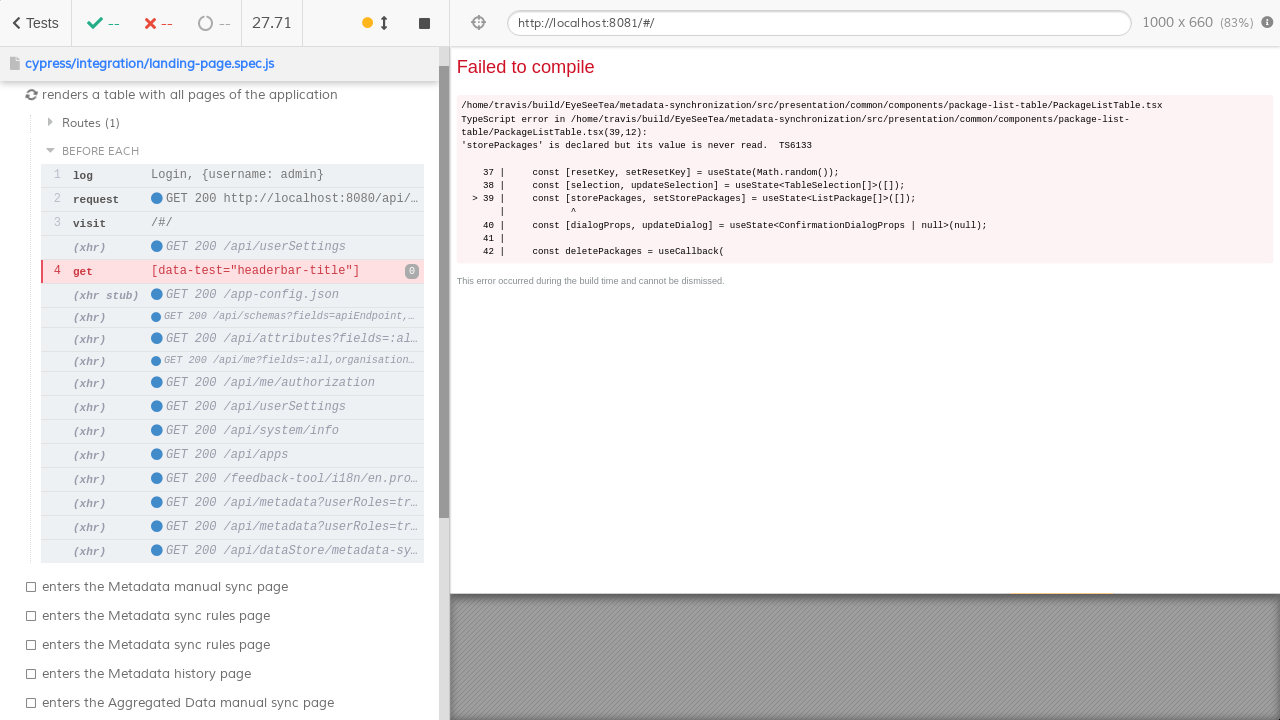 Tests
--
--
--
27.71
http://localhost:8081/#/
1000 x 660 (83%)
cypress/integration/landing-page.spec.js
renders a table with all pages of the application
Routes (1)
BEFORE EACH
1 log Login, {username: admin}
2 request GET 200 http://localhost:8080/api/…
3 visit /#/
(xhr) GET 200 /api/userSettings
4 get [data-test="headerbar-title"] 0
(xhr stub) GET 200 /app-config.json
(xhr) GET 200 /api/schemas?fields=apiEndpoint,…
(xhr) GET 200 /api/attributes?fields=:al…
(xhr) GET 200 /api/me?fields=:all,organisation…
(xhr) GET 200 /api/me/authorization
(xhr) GET 200 /api/userSettings
(xhr) GET 200 /api/system/info
(xhr) GET 200 /api/apps
(xhr) GET 200 /feedback-tool/i18n/en.pro…
(xhr) GET 200 /api/metadata?userRoles=tr…
(xhr) GET 200 /api/metadata?userRoles=tr…
(xhr) GET 200 /api/dataStore/metadata-sy…
enters the Metadata manual sync page
enters the Metadata sync rules page
enters the Metadata sync rules page
enters the Metadata history page
enters the Aggregated Data manual sync page
Failed to compile
/home/travis/build/EyeSeeTea/metadata-synchronization/src/presentation/common/components/package-list-table/PackageListTable.tsx
TypeScript error in /home/travis/build/EyeSeeTea/metadata-synchronization/src/presentation/common/components/package-list-
table/PackageListTable.tsx(39,12):
'storePackages' is declared but its value is never read.  TS6133
37 |     const [resetKey, setResetKey] = useState(Math.random());
38 |     const [selection, updateSelection] = useState<TableSelection[]>([]);
> 39 |     const [storePackages, setStorePackages] = useState<ListPackage[]>([]);
|            ^
40 |     const [dialogProps, updateDialog] = useState<ConfirmationDialogProps | null>(null);
41 |
42 |     const deletePackages = useCallback(
This error occurred during the build time and cannot be dismissed.